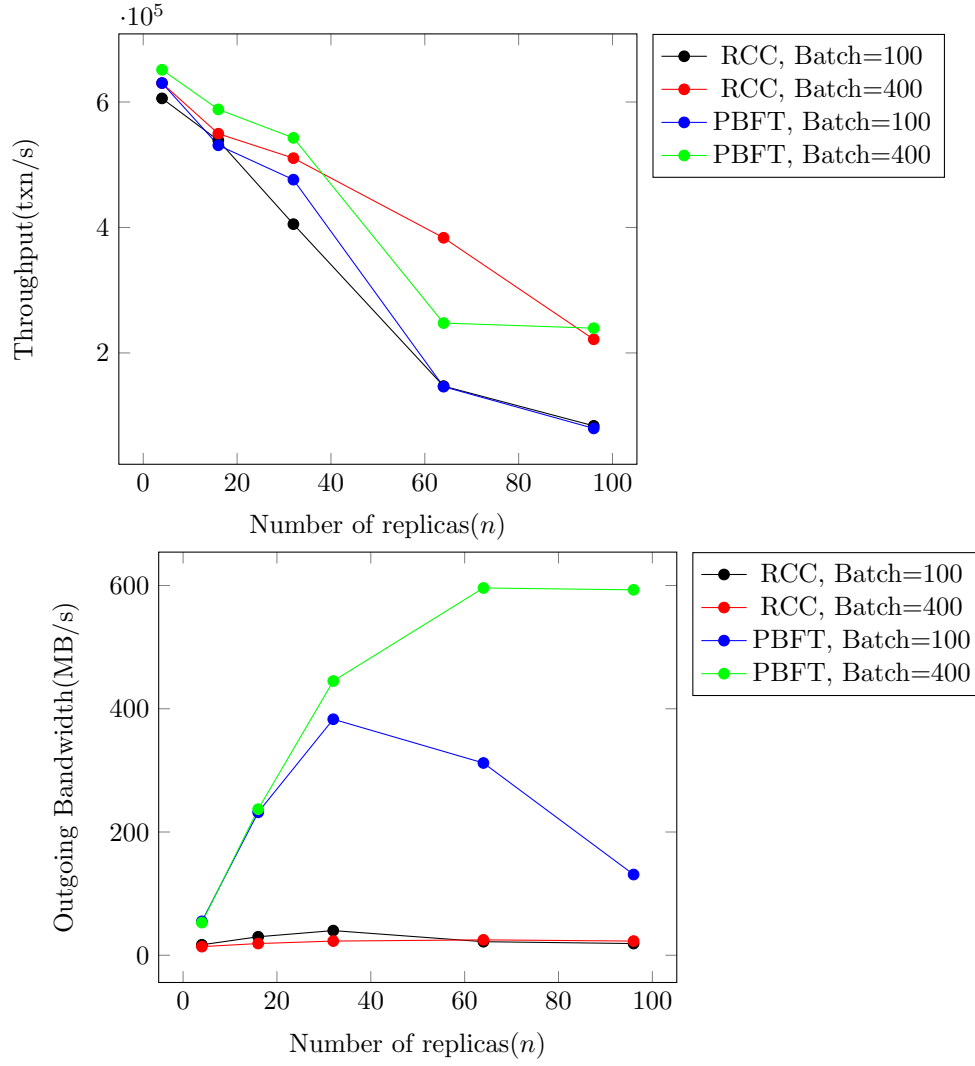 ·10⁵
6
4
2
0 20 40 60 80 100
Throughput(txn/s)
Number of replicas(n)
RCC, Batch=100
RCC, Batch=400
PBFT, Batch=100
PBFT, Batch=400
600
400
200
0
0 20 40 60 80 100
Outgoing Bandwidth(MB/s)
Number of replicas(n)
RCC, Batch=100
RCC, Batch=400
PBFT, Batch=100
PBFT, Batch=400